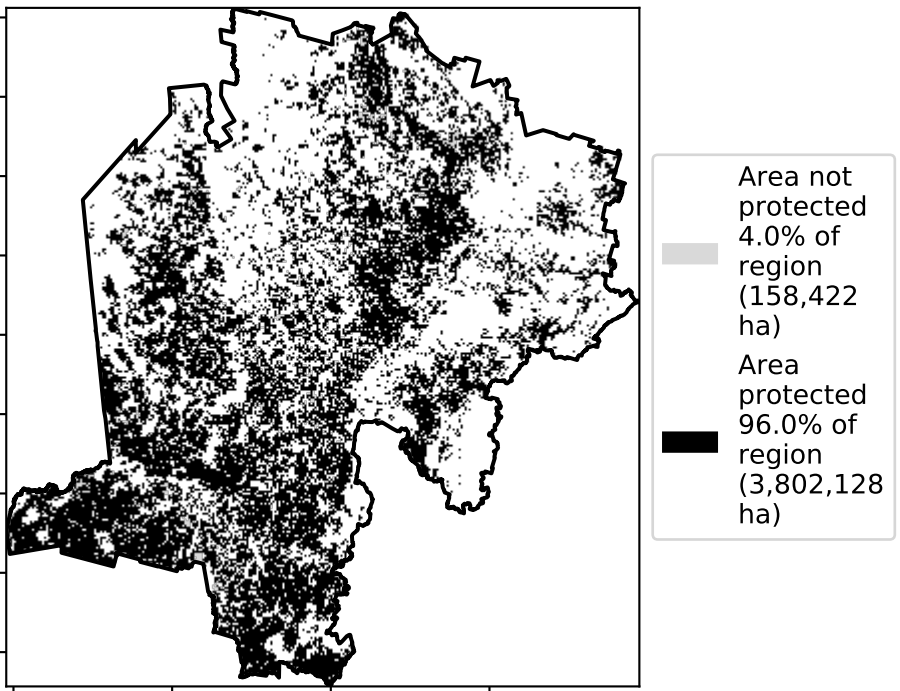 Area not
protected
4.0% of
region
(158,422
ha)
Area
protected
96.0% of
region
(3,802,128
ha)